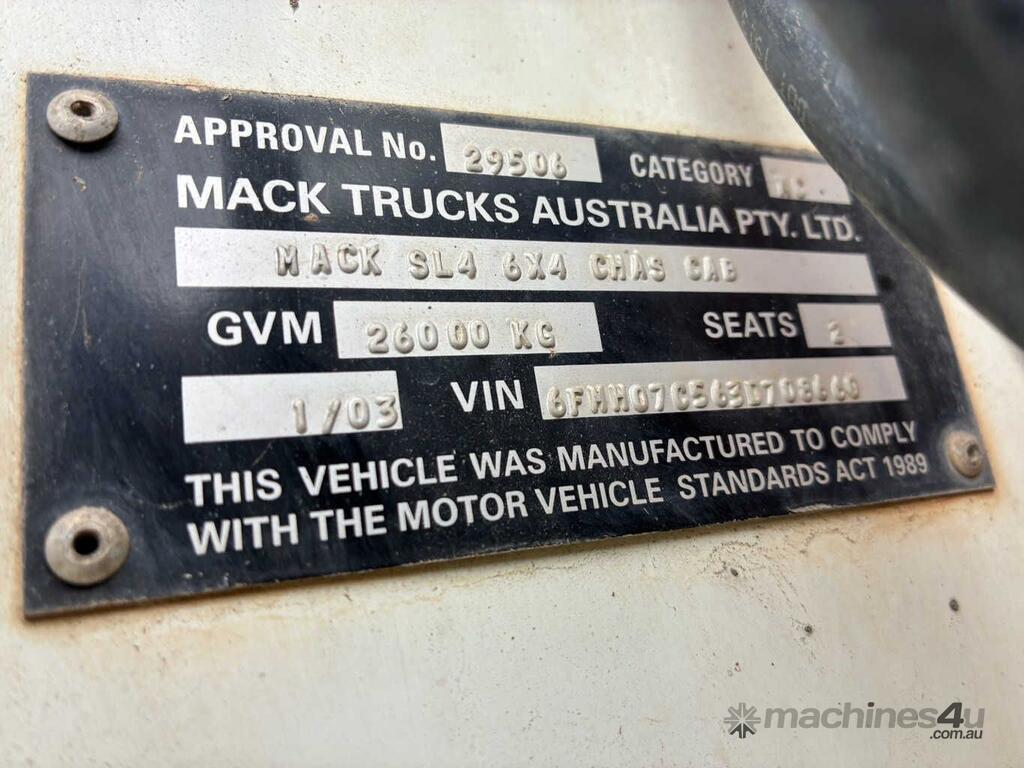 APPROVAL No. 29506 CATEGORY
MACK TRUCKS AUSTRALIA PTY. LTD.
MACK SL4 6X4 CHAS CAB
GVM 26000 KG SEATS 2
1/03 VIN
THIS VEHICLE WAS MANUFACTURED TO COMPLY
WITH THE MOTOR VEHICLE STANDARDS ACT 1989
machines4u
.com.au